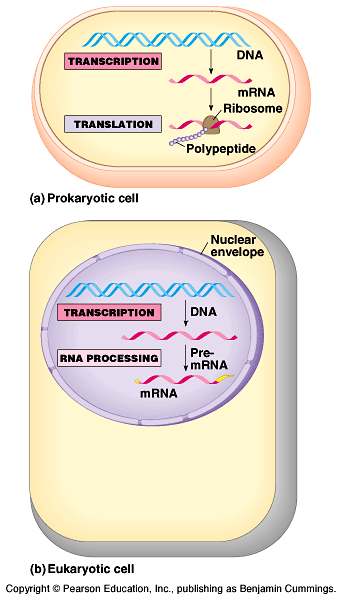 DNA
TRANSCRIPTION
mRNA
Ribosome
TRANSLATION
Polypeptide
(a) Prokaryotic cell
Nuclear
envelope
TRANSCRIPTION
DNA
RNA PROCESSING
Pre-
mRNA
mRNA
(b) Eukaryotic cell
Copyright © Pearson Education, Inc., publishing as Benjamin Cummings.